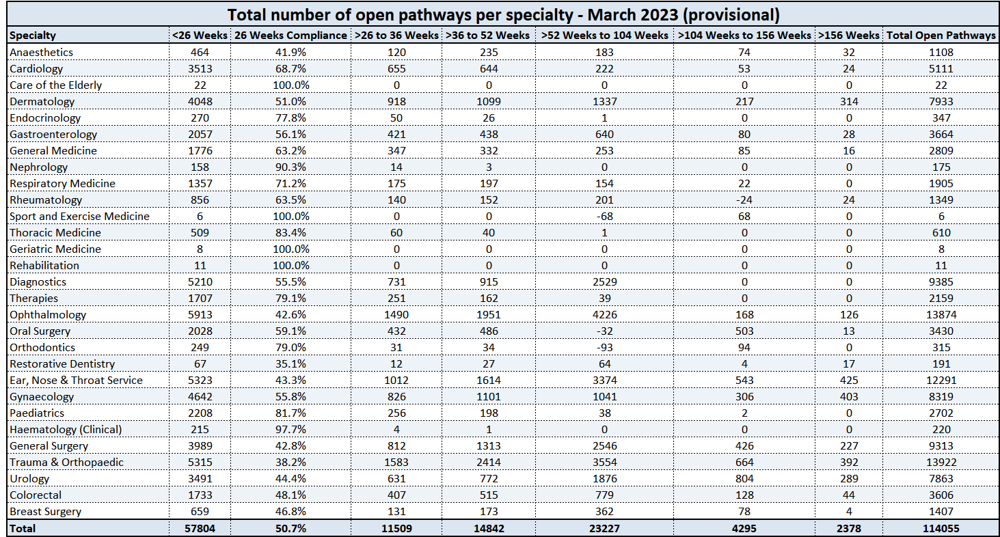 Total number of open pathways per specialty - March 2023 (provisional)
Specialty <26 Weeks 26 Weeks Compliance >26 to 36 Weeks >36 to 52 Weeks >52 Weeks to 104 Weeks >104 Weeks to 156 Weeks >156 Weeks Total Open Pathways
Anaesthetics 464 41.9% 120 235 183 74 32 1108
Cardiology 3513 68.7% 655 644 222 53 24 5111
Care of the Elderly 22 100.0% 0 0 0 0 0 22
Dermatology 4048 51.0% 918 1099 1337 217 314 7933
Endocrinology 270 77.8% 50 26 1 0 0 347
Gastroenterology 2057 56.1% 421 438 640 80 28 3664
General Medicine 1776 63.2% 347 332 253 85 16 2809
Nephrology 158 90.3% 14 3 0 0 0 175
Respiratory Medicine 1357 71.2% 175 197 154 22 0 1905
Rheumatology 856 63.5% 140 152 201 -24 24 1349
Sport and Exercise Medicine 6 100.0% 0 0 -68 68 0 6
Thoracic Medicine 509 83.4% 60 40 1 0 0 610
Geriatric Medicine 8 100.0% 0 0 0 0 0 8
Rehabilitation 11 100.0% 0 0 0 0 0 11
Diagnostics 5210 55.5% 731 915 2529 0 0 9385
Therapies 1707 79.1% 251 162 39 0 0 2159
Ophthalmology 5913 42.6% 1490 1951 4226 168 126 13874
Oral Surgery 2028 59.1% 432 486 -32 503 13 3430
Orthodontics 249 79.0% 31 34 -93 94 0 315
Restorative Dentistry 67 35.1% 12 27 64 4 17 191
Ear, Nose & Throat Service 5323 43.3% 1012 1614 3374 543 425 12291
Gynaecology 4642 55.8% 826 1101 1041 306 403 8319
Paediatrics 2208 81.7% 256 198 38 2 0 2702
Haematology (Clinical) 215 97.7% 4 1 0 0 0 220
General Surgery 3989 42.8% 812 1313 2546 426 227 9313
Trauma & Orthopaedic 5315 38.2% 1583 2414 3554 664 392 13922
Urology 3491 44.4% 631 772 1876 804 289 7863
Colorectal 1733 48.1% 407 515 779 128 44 3606
Breast Surgery 659 46.8% 131 173 362 78 4 1407
Total 57804 50.7% 11509 14842 23227 4295 2378 114055